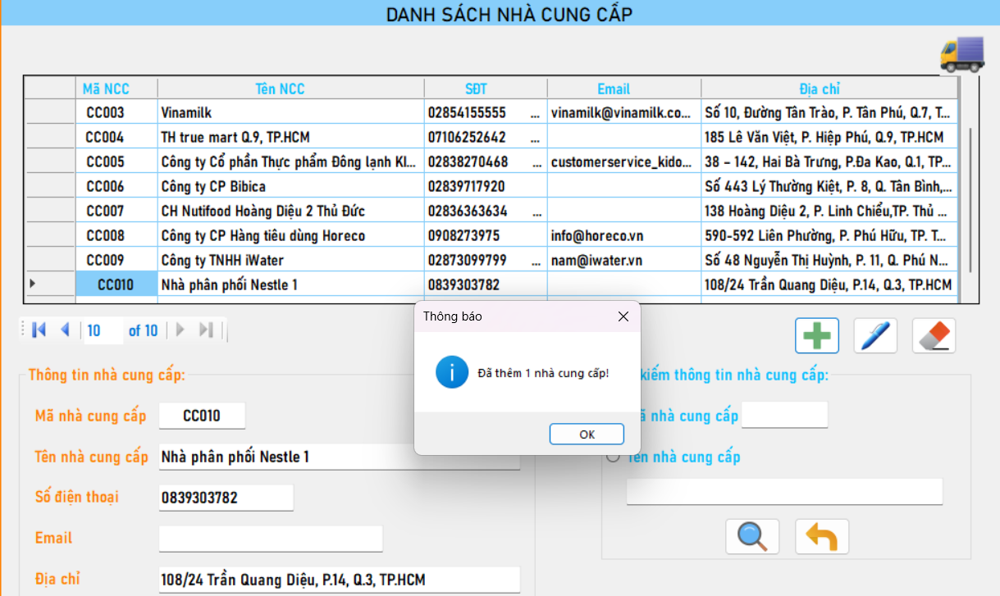 DANH SÁCH NHÀ CUNG CẤP
Mã NCC Tên NCC SĐT Email Địa chỉ
CC003 Vinamilk 02854155555 ... vinamilk@vinamilk.co... Số 10, Đường Tân Trào, P. Tân Phú, Q.7, T...
CC004 TH true mart Q.9, TP.HCM 07106252642 ... 185 Lê Văn Việt, P. Hiệp Phú, Q.9, TP.HCM
CC005 Công ty Cổ phần Thực phẩm Đông lạnh KI... 02838270468 ... customerservice_kido... 38 – 142, Hai Bà Trưng, P.Đa Kao, Q.1, TP...
CC006 Công ty CP Bibica 02839717920 Số 443 Lý Thường Kiệt, P. 8, Q. Tân Bình,...
CC007 CH Nutifood Hoàng Diệu 2 Thủ Đức 02836363634 ... 138 Hoàng Diệu 2, P. Linh Chiểu,TP. Thủ ...
CC008 Công ty CP Hàng tiêu dùng Horeco 0908273975 info@horeco.vn 590-592 Liên Phường, P. Phú Hữu, TP. T...
CC009 Công ty TNHH iWater 02873099799 ... nam@iwater.vn Số 48 Nguyễn Thị Huỳnh, P. 11, Q. Phú N...
CC010 Nhà phân phối Nestle 1 0839303782 108/24 Trần Quang Diệu, P.14, Q.3, TP.HCM
10 of 10
Thông báo
Đã thêm 1 nhà cung cấp!
OK
Thông tin nhà cung cấp:
Mã nhà cung cấp CC010
Tên nhà cung cấp Nhà phân phối Nestle 1
Số điện thoại 0839303782
Email
Địa chỉ 108/24 Trần Quang Diệu, P.14, Q.3, TP.HCM
kiếm thông tin nhà cung cấp:
nhà cung cấp
Tên nhà cung cấp